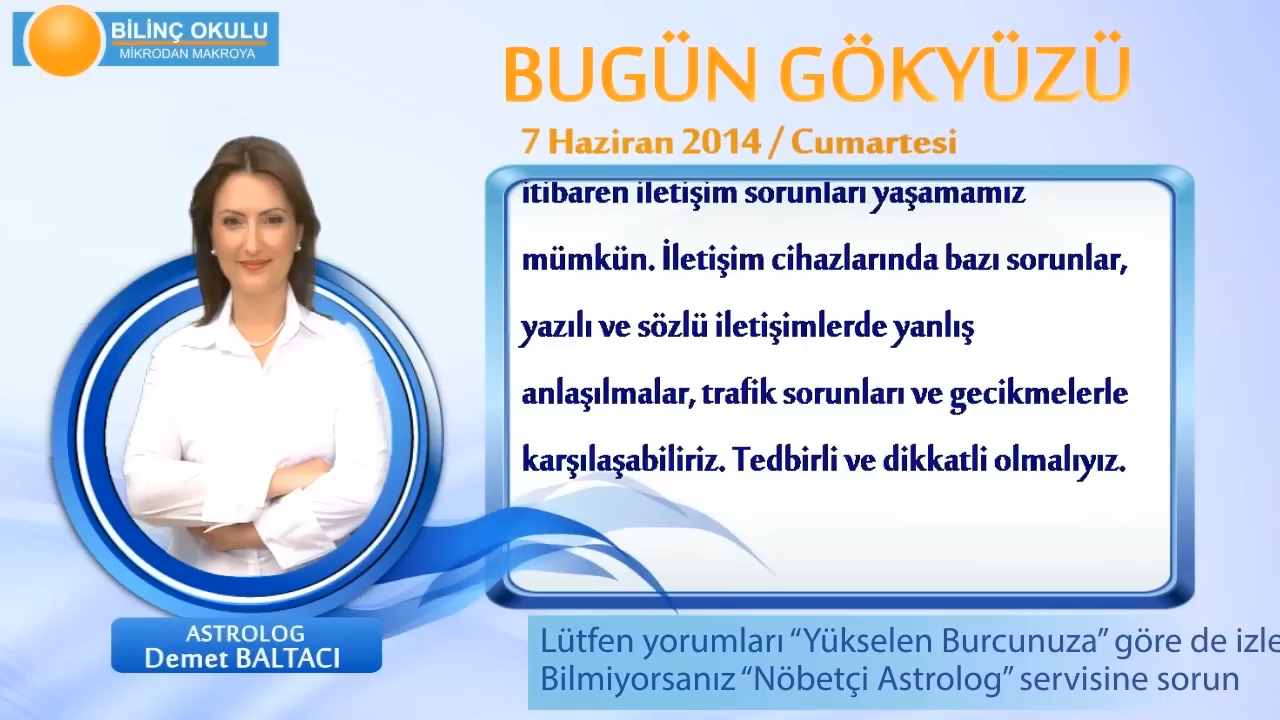 BİLİNÇ OKULU
MİKRODAN MAKROYA
BUGÜN GÖKYÜZÜ
7 Haziran 2014 / Cumartesi
itibaren iletişim sorunları yaşamamız
mümkün. İletişim cihazlarında bazı sorunlar,
yazılı ve sözlü iletişimlerde yanlış
anlaşılmalar, trafik sorunları ve gecikmelerle
karşılaşabiliriz. Tedbirli ve dikkatli olmalıyız.
ASTROLOG
Demet BALTACI
Lütfen yorumları “Yükselen Burcunuza” göre de izle
Bilmiyorsanız “Nöbetçi Astrolog” servisine sorun